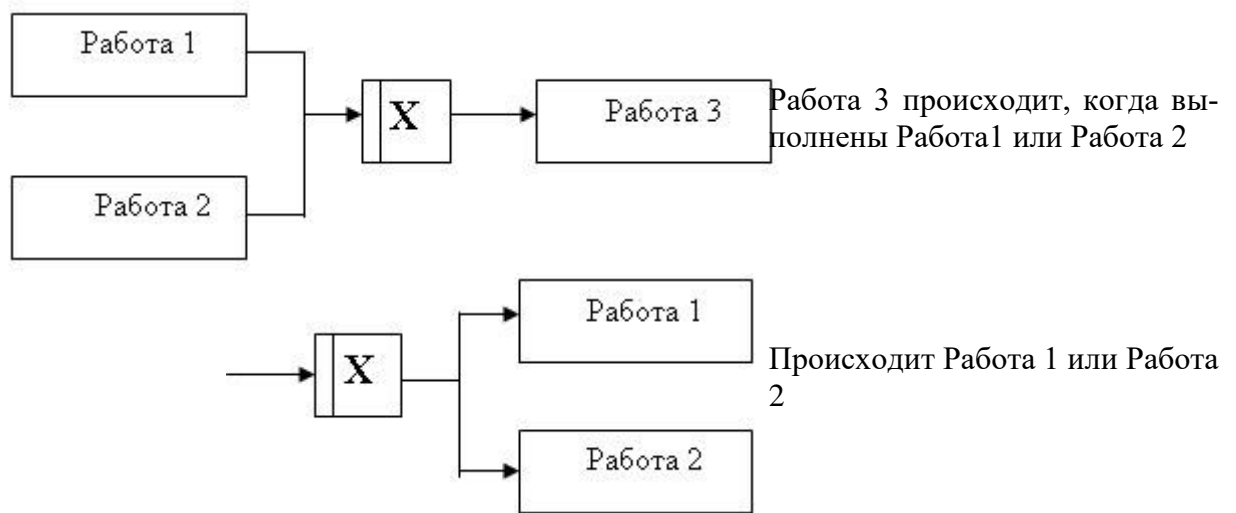 Работа 1
X
Работа 3
Работа 3 происходит, когда вы-
полнены Работа1 или Работа 2
Работа 2
Работа 1
X
Происходит Работа 1 или Работа
2
Работа 2